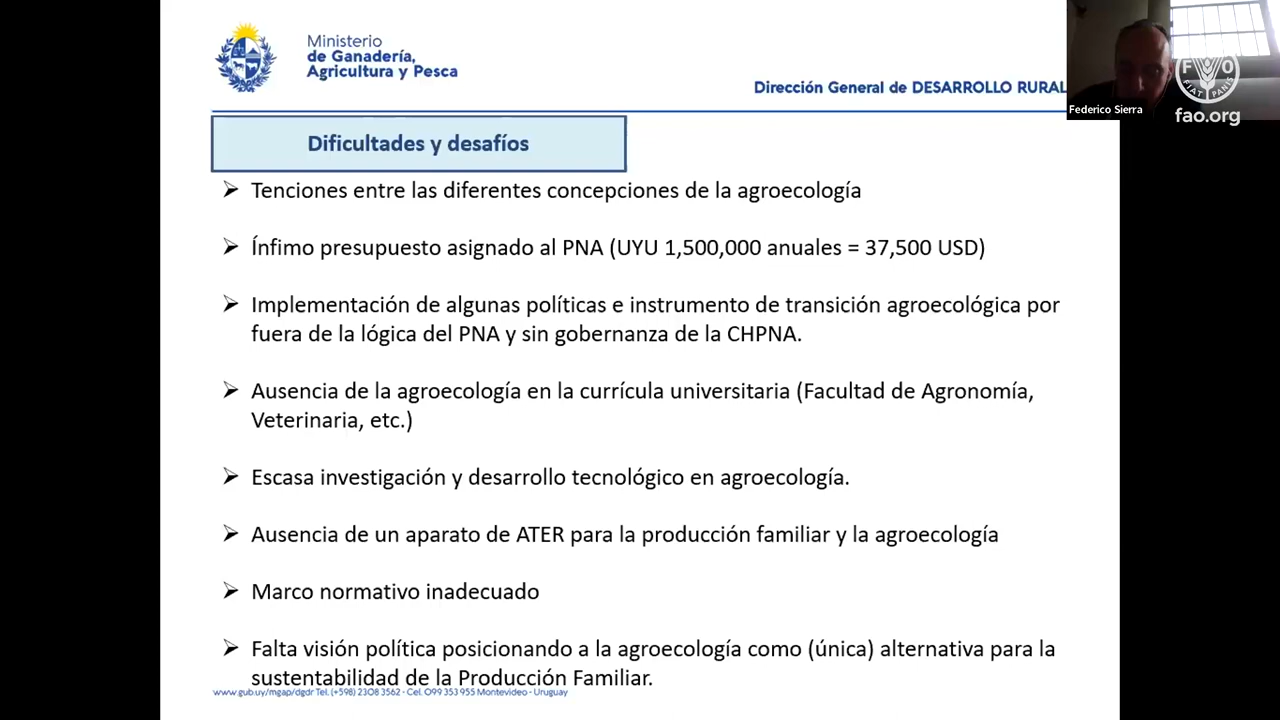 Ministerio
de Ganadería,
Agricultura y Pesca
Dirección General de DESARROLLO RURAL
Federico Sierra
F O
FIAT PANIS
fao.org
Dificultades y desafíos
➢ Tenciones entre las diferentes concepciones de la agroecología
➢ Ínfimo presupuesto asignado al PNA (UYU 1,500,000 anuales = 37,500 USD)
➢ Implementación de algunas políticas e instrumento de transición agroecológica por
fuera de la lógica del PNA y sin gobernanza de la CHPNA.
➢ Ausencia de la agroecología en la currícula universitaria (Facultad de Agronomía,
Veterinaria, etc.)
➢ Escasa investigación y desarrollo tecnológico en agroecología.
➢ Ausencia de un aparato de ATER para la producción familiar y la agroecología
➢ Marco normativo inadecuado
➢ Falta visión política posicionando a la agroecología como (única) alternativa para la
sustentabilidad de la Producción Familiar.
www.gub.uy/mgap/dgdr Tel. (+598) 2308 3562 - Cel. 099 353 955 Montevideo - Uruguay